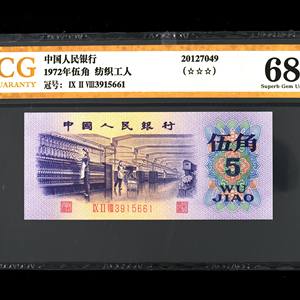 CG
GUARANTY
中国人民银行
1972年伍角 纺织工人
冠号: IX II VIII3915661
20127049
(☆☆☆)
68
Superb Gem U
中国人民银行
IX II VIII 3915661
伍角
5
WU
JIAO